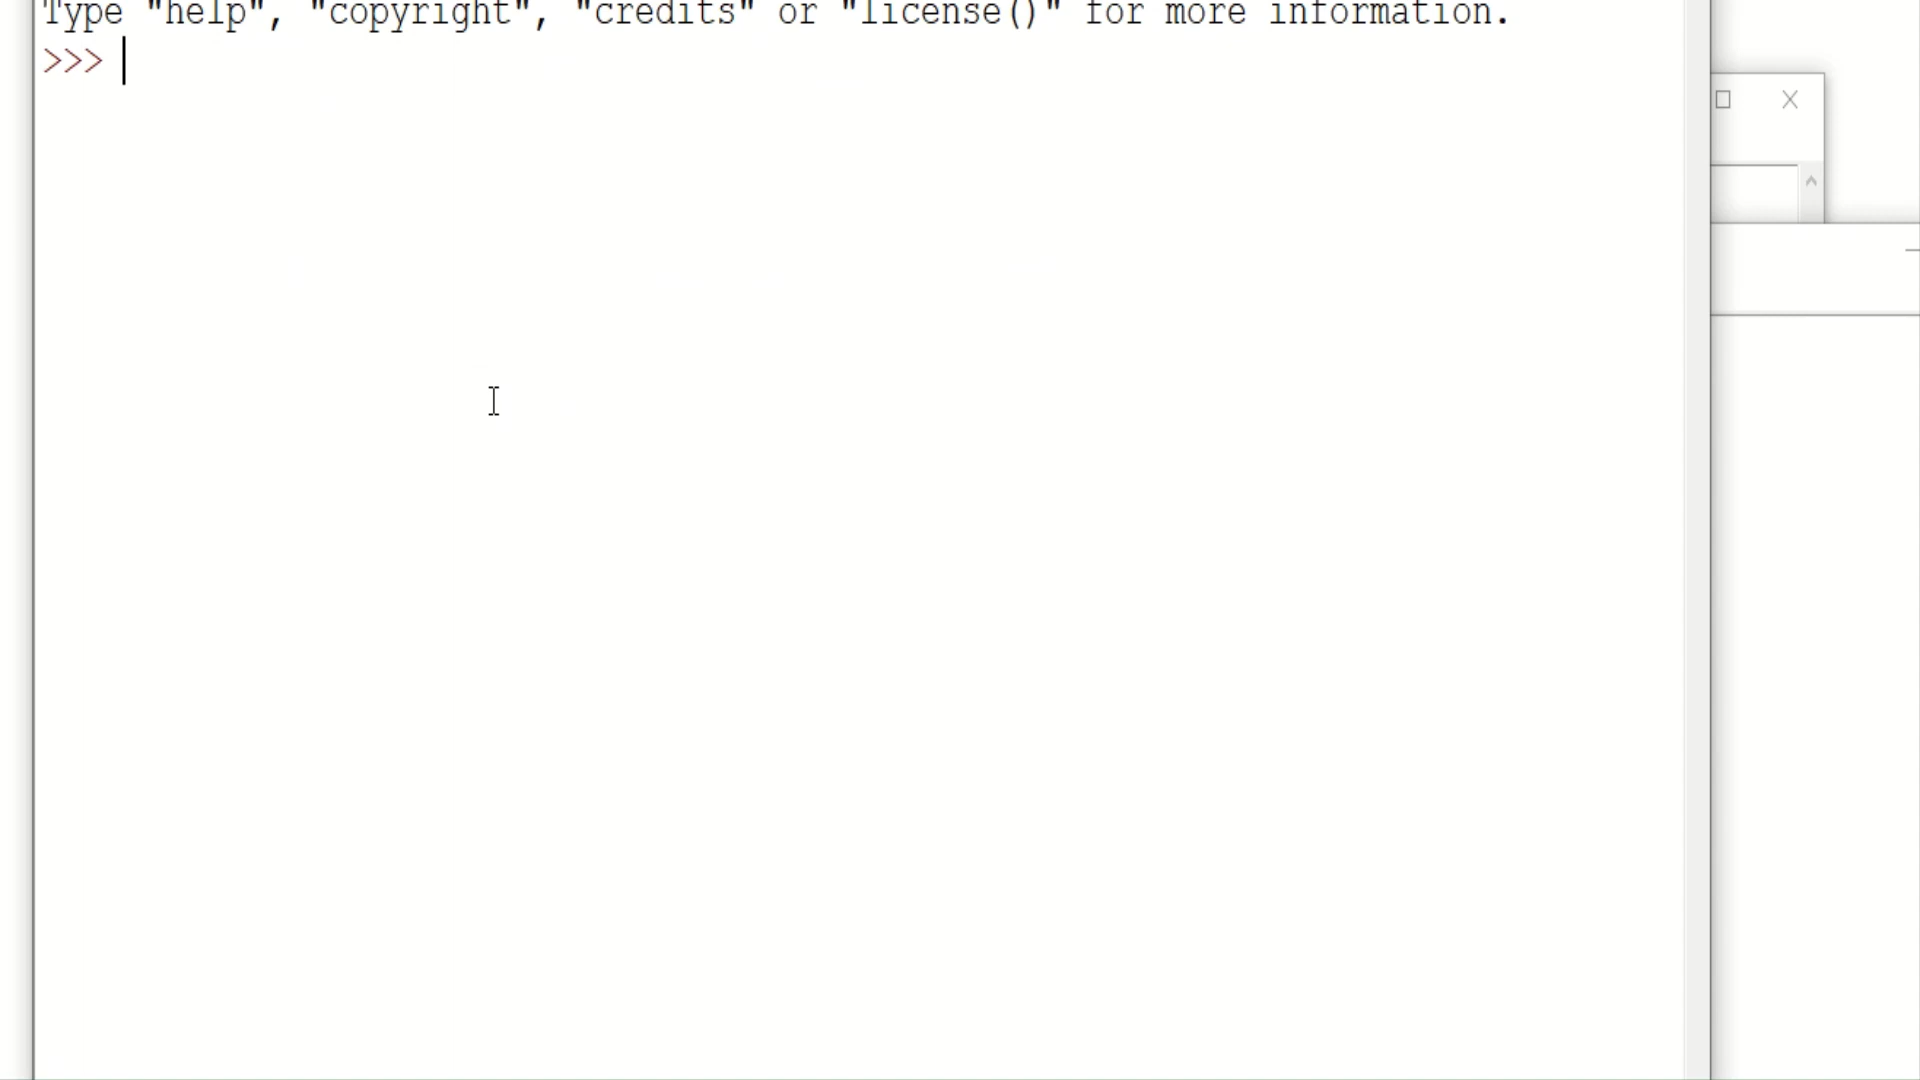 Type "help", "copyright", "credits" or "license()" for more information.
>>>